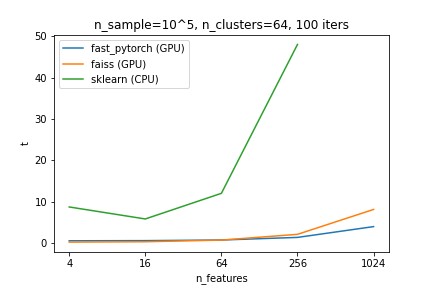 n_sample=10^5, n_clusters=64, 100 iters
fast_pytorch (GPU)
faiss (GPU)
sklearn (CPU)
t
50
40
30
20
10
0
4 16 64 256 1024
n_features